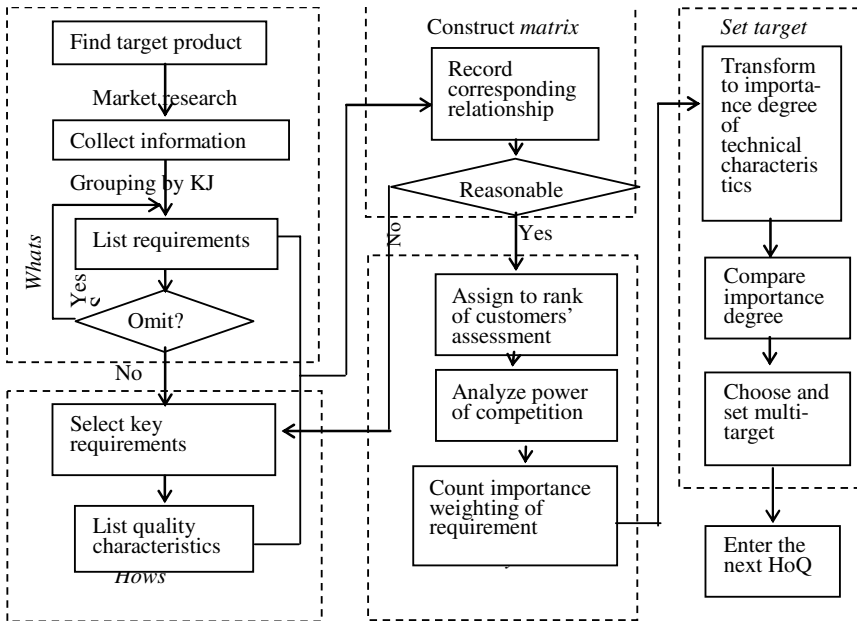 Find target product
Market research
Collect information
Grouping by KJ
List requirements
Whats
Yes
Omit?
No
Select key
requirements
List quality
characteristics
Hows
Construct matrix
Record
corresponding
relationship
Reasonable
No
Yes
Assign to rank
of customers’
assessment
Analyze power
of competition
Count importance
weighting of
requirement
Set target
Transform
to importa-
nce degree
of
technical
characteris
tics
Compare
importance
degree
Choose and
set multi-
target
Enter the
next HoQ